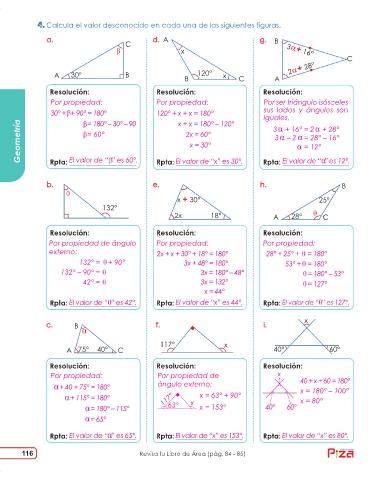 4. Calcula el valor desconocido en cada una de las siguientes figuras.
a.
C
β
A 30° B
d. A
x
120°
B x C
g. B
3α + 16°
C
2α + 28°
A
Resolución:
Por propiedad:
30° + β + 90° = 180°
β = 180° – 30° – 90
β = 60°
Rpta: El valor de “β” es 60°.
Resolución:
Por propiedad:
120° + x + x = 180°
x + x = 180° – 120°
2x = 60°
x = 30°
Rpta: El valor de “x” es 30°.
Resolución:
Por ser triángulo isósceles
sus lados y ángulos son
iguales.
3α + 16° = 2α + 28°
3α – 2α = 28° – 16°
α = 12°
Rpta: El valor de “α” es 12°.
Geometría
b.
θ
132°
e.
x + 30°
2x 18°
h.
B
25°
A 28° θ C
Resolución:
Por propiedad de ángulo
externo:
132° = θ + 90°
132° – 90° = θ
42° = θ
Rpta: El valor de “θ” es 42°.
Resolución:
Por propiedad:
2x + x + 30° + 18° = 180°
3x + 48° = 180°
3x = 180° – 48°
3x = 132°
x = 44°
Rpta: El valor de “x” es 44°.
Resolución:
Por propiedad:
28° + 25° + θ = 180°
53° + θ = 180°
θ = 180° – 53°
θ = 127°
Rpta: El valor de “θ” es 127°.
c. B
α
A 75° 40° C
f.
117° x
i.
x
40° 60°
Resolución:
Por propiedad:
α + 40 + 75° = 180°
α + 115° = 180°
α = 180° – 115°
α = 65°
Rpta: El valor de “α” es 65°.
Resolución:
Por propiedad de
ángulo externo:
117°
63° x
x = 63° + 90°
x = 153°
Rpta: El valor de “x” es 153°.
Resolución:
x
40° 60°
40 + x + 60 = 180°
x = 180° – 100°
x = 80°
Rpta: El valor de “x” es 80°.
116
Revisa tu Libro de Área (pág. 84 - 85)
Pizza